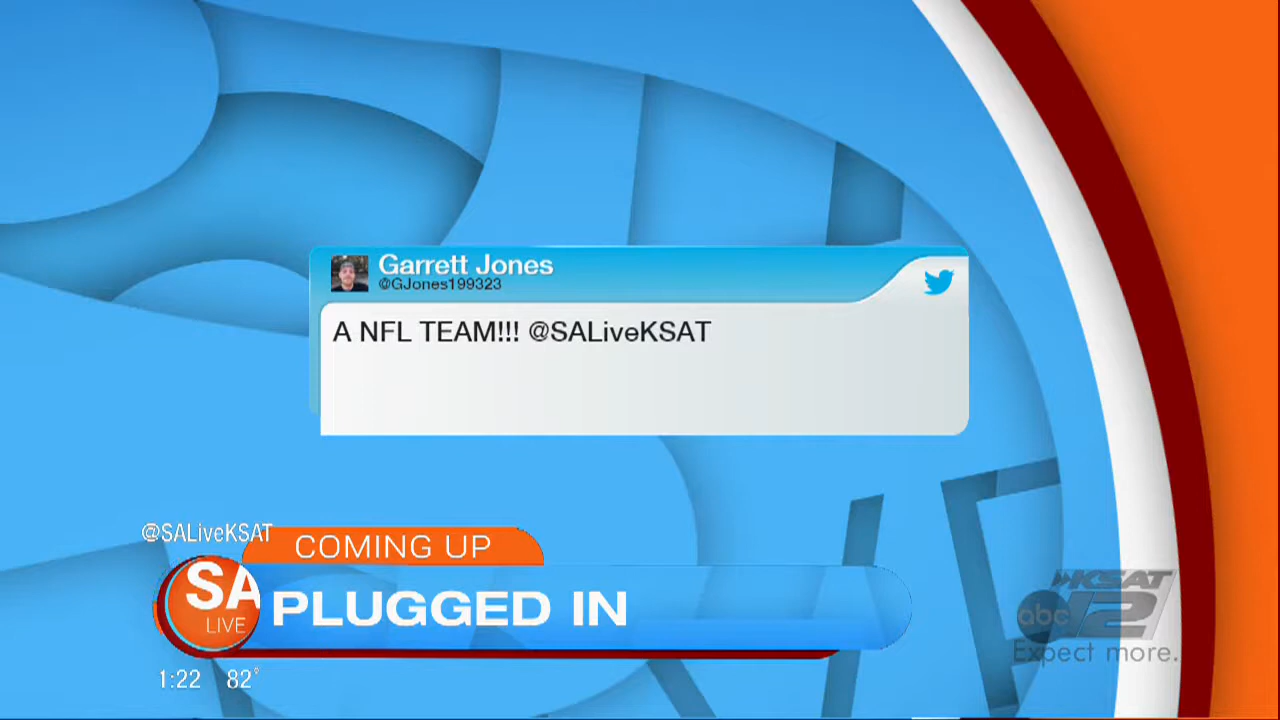 Garrett Jones
@GJones199323
A NFL TEAM!!! @SALiveKSAT
@SALiveKSAT
COMING UP
SA
LIVE
PLUGGED IN
1:22 82°
KSAT
abc 12
Expect more.